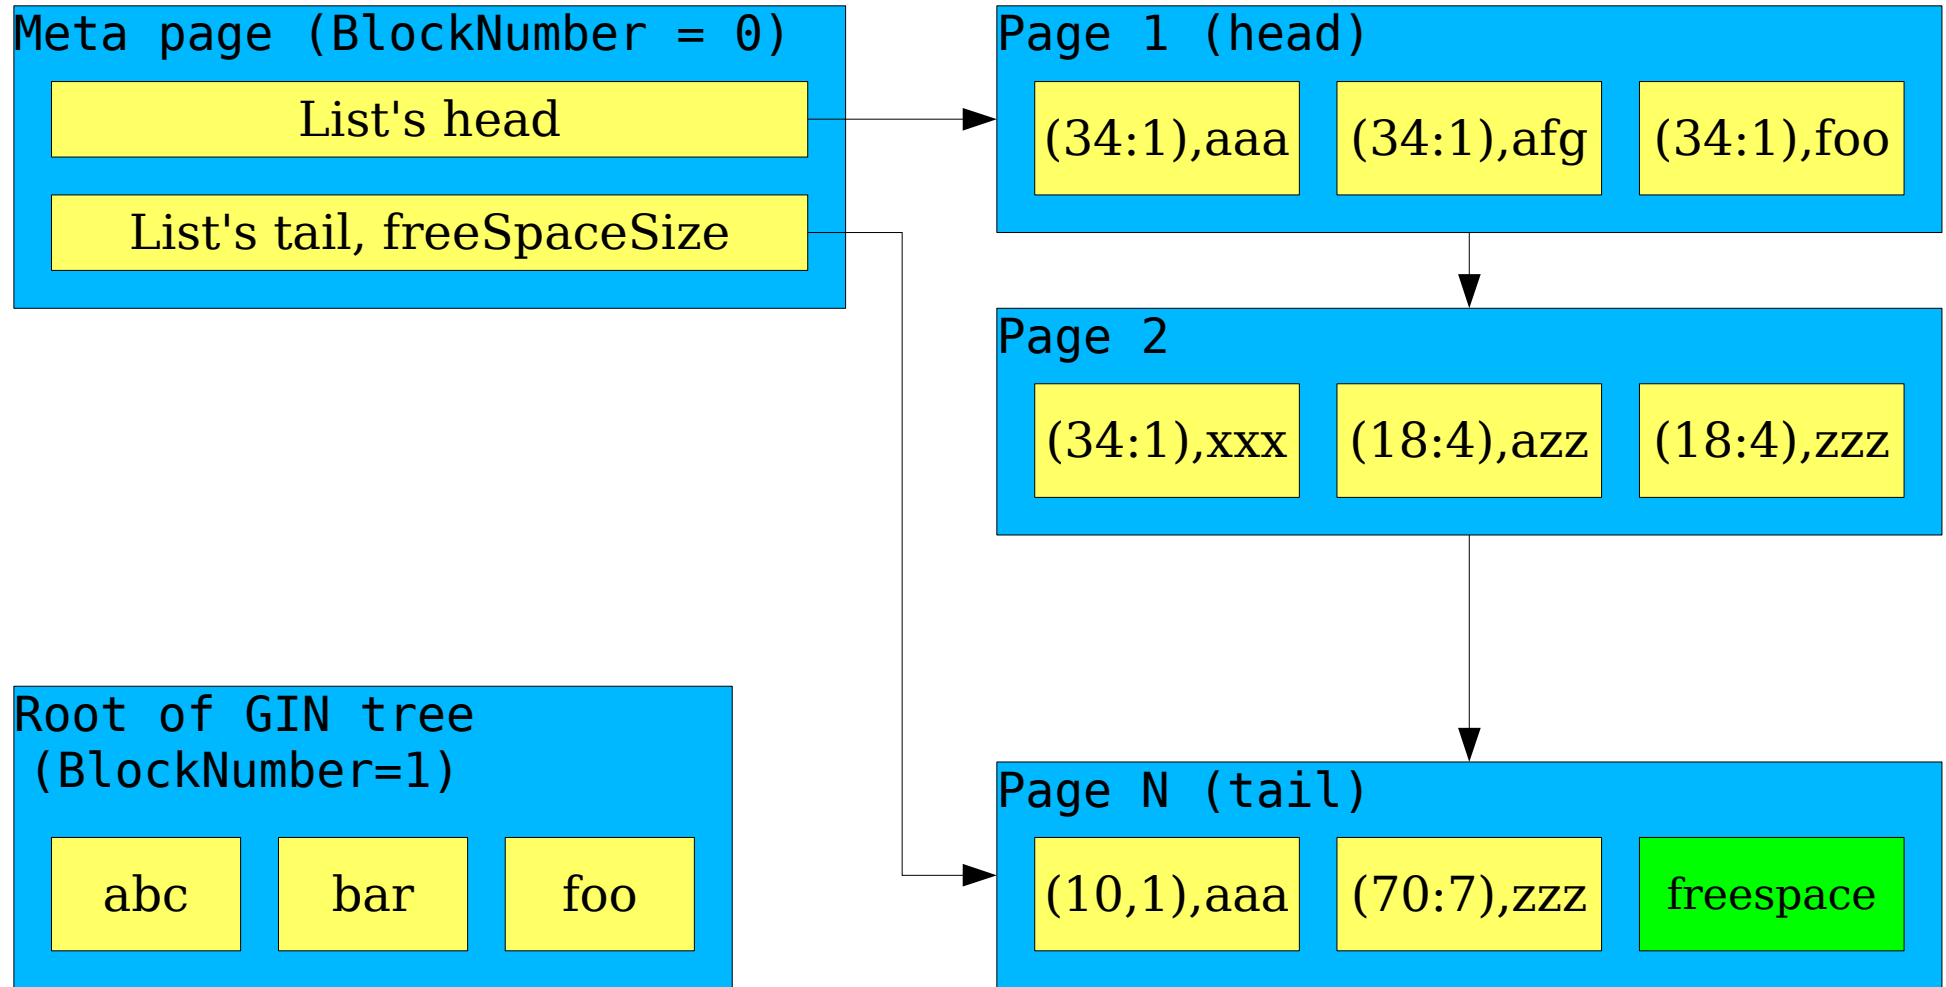 Meta page (BlockNumber = 0)
List's head
List's tail, freeSpaceSize
Page 1 (head)
(34:1),aaa
(34:1),afg
(34:1),foo
Page 2
(34:1),xxx
(18:4),azz
(18:4),zzz
Root of GIN tree
(BlockNumber=1)
abc
bar
foo
Page N (tail)
(10,1),aaa
(70:7),zzz
freespace